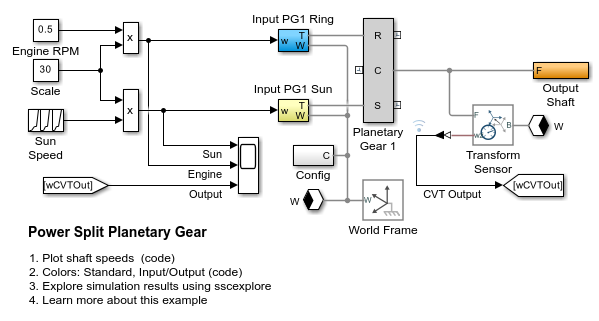 Input PG1 Ring
0.5
Engine RPM
x
w
T
W
R
30
Scale
C
F
Output
Shaft
Input PG1 Sun
x
w
T
W
S
Planetary
Gear 1
Sun
Speed
F
w
B
W
Transform
Sensor
Sun
Engine
Output
C
Config
[wCVTOut]
CVT Output
[wCVTOut]
W
W
World Frame
Power Split Planetary Gear
1. Plot shaft speeds (code)
2. Colors: Standard, Input/Output (code)
3. Explore simulation results using sscexplore
4. Learn more about this example